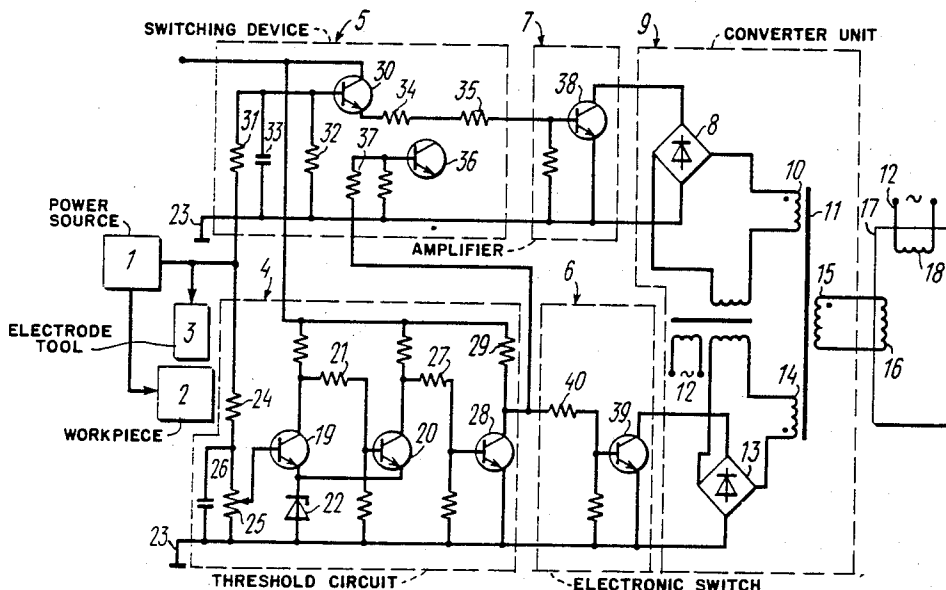 SWITCHING DEVICE 5 7 9 CONVERTER UNIT
30 34 35 38 8
31 33 32 37 36
10 11 12 ~ 17
18
POWER SOURCE
1
23
AMPLIFIER
4 6
15 16
3
ELECTRODE TOOL
2
WORKPIECE
24
21 27 29
12 ~
14
40
28 39
19 20
13
26 25 22
23
THRESHOLD CIRCUIT
ELECTRONIC SWITCH